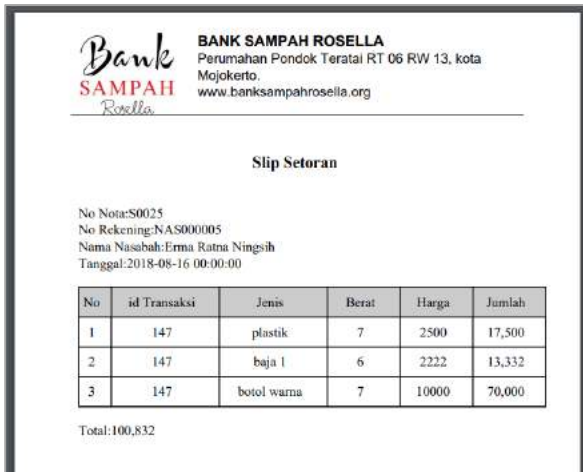 Bank
SAMPAH
Rosella
BANK SAMPAH ROSELLA
Perumahan Pondok Teratai RT 06 RW 13, kota
Mojokerto.
www.banksampahrosella.org
Slip Setoran
No Nota:S0025
No Rekening:NAS000005
Nama Nasabah:Erma Ratna Ningsih
Tanggal:2018-08-16 00:00:00
No id Transaksi Jenis Berat Harga Jumlah
1 147 plastik 7 2500 17,500
2 147 baja 1 6 2222 13,332
3 147 botol warna 7 10000 70,000
Total:100,832